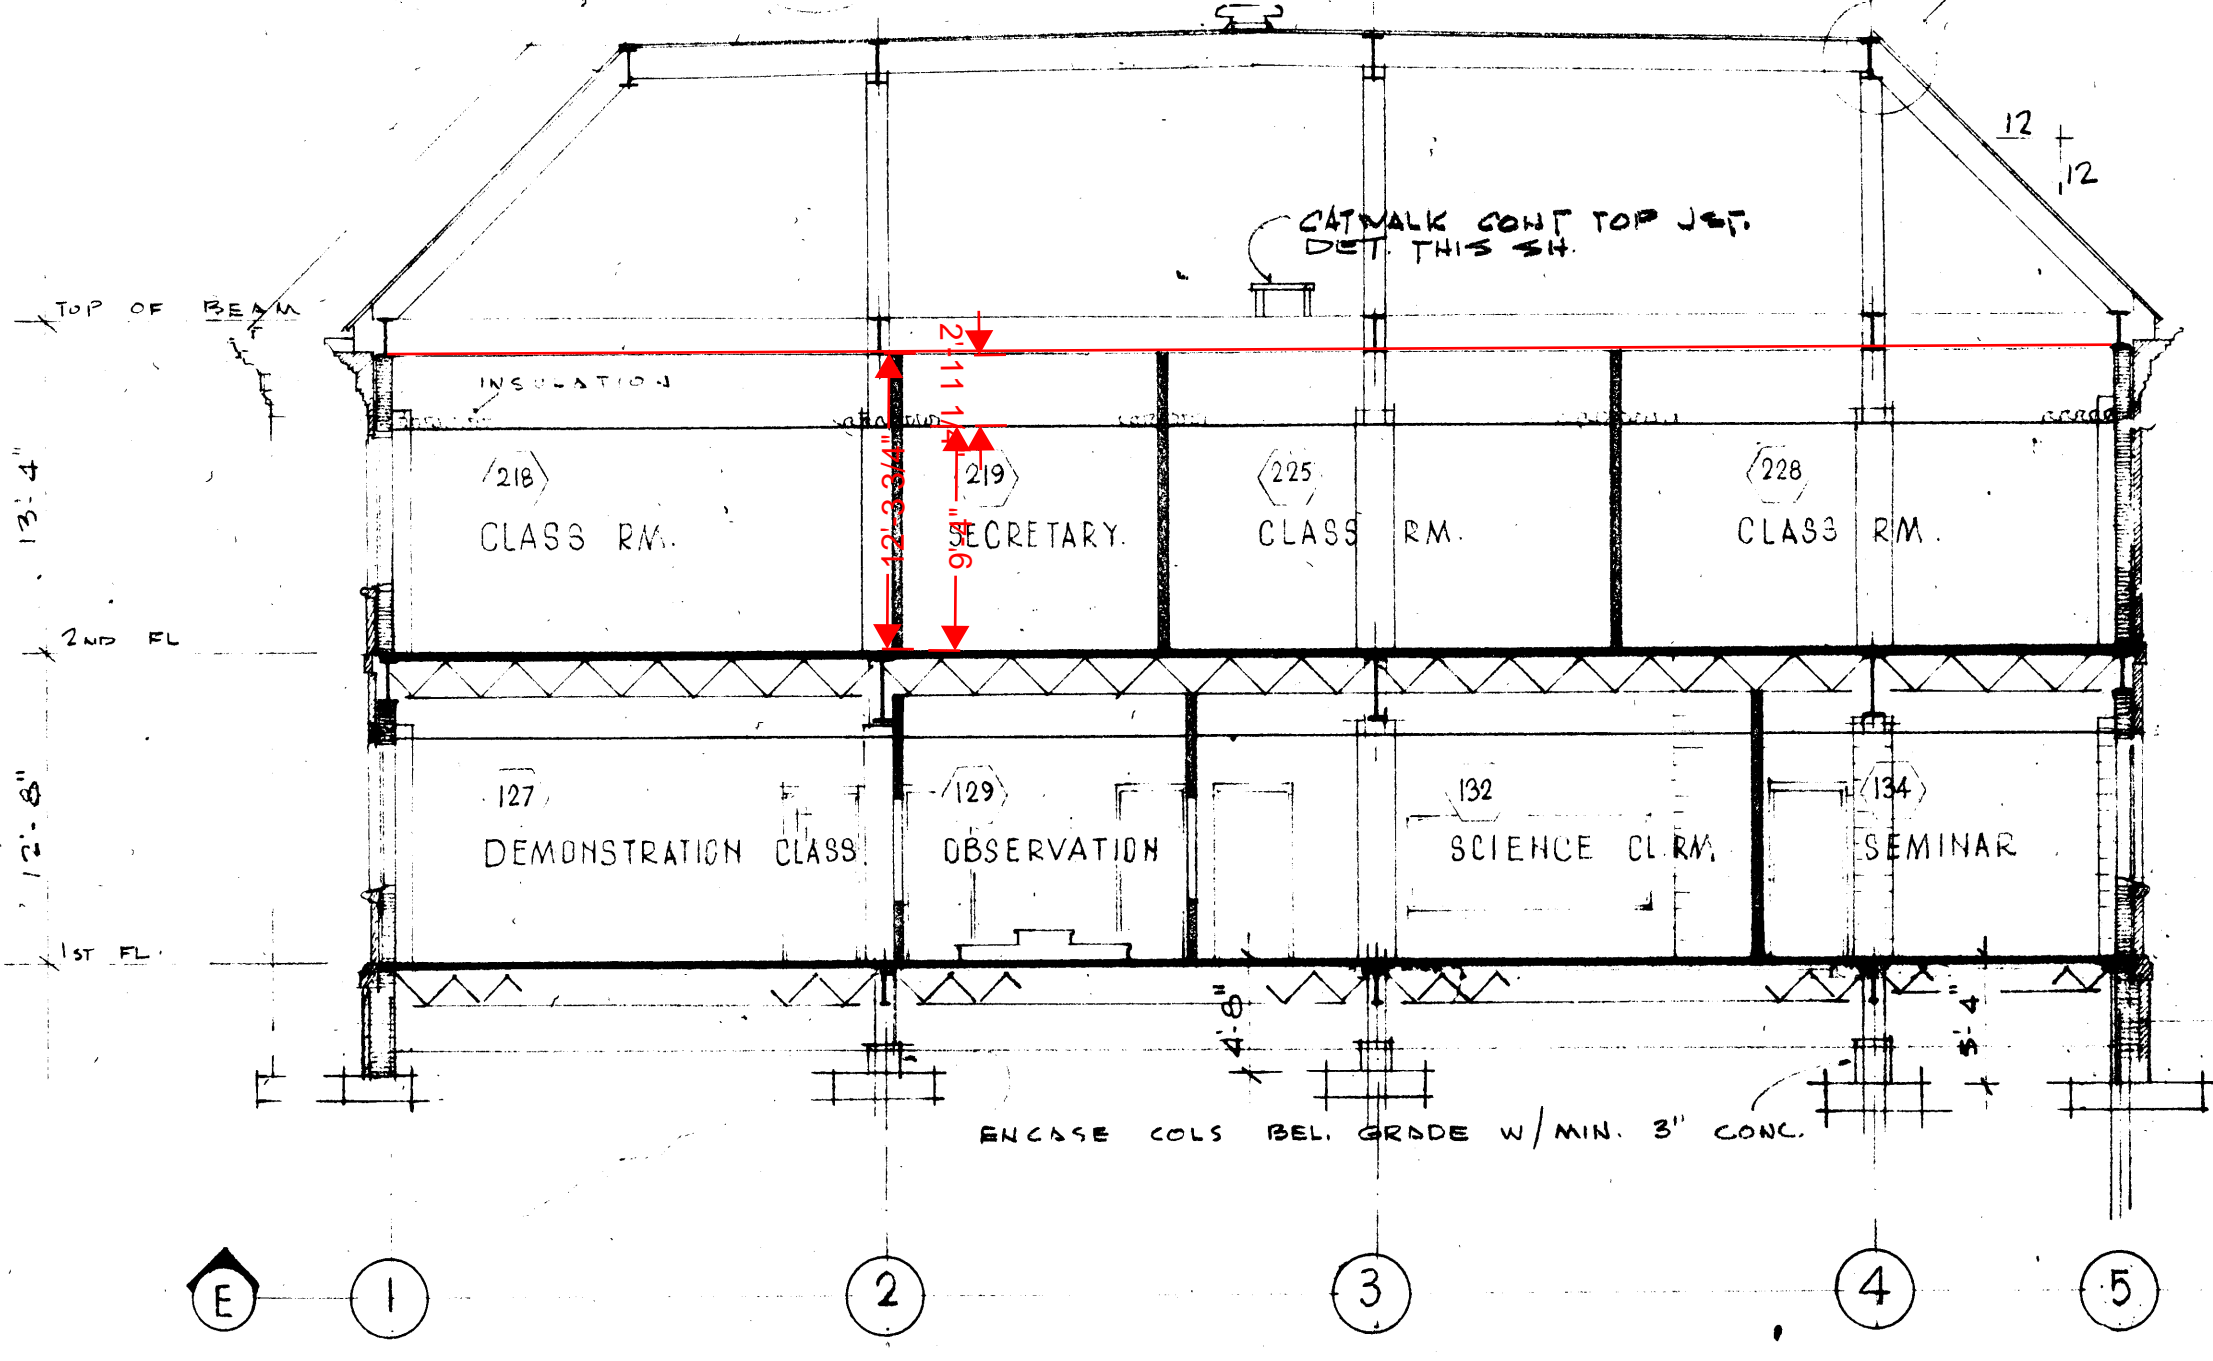 12
12
CATWALK CONT TOP JST.
DET. THIS SH.
TOP OF BEAM
2'-11 1/4"
INSULATION
13'-4"
12'-3 3/4"
9'-4"
218
CLASS RM.
219
SECRETARY.
225
CLASS RM.
228
CLASS RM.
2ND FL
12'-8"
127
DEMONSTRATION CLASS.
129
OBSERVATION
132
SCIENCE CL.RM.
134
SEMINAR
1ST FL.
4'-8"
5'-4"
ENCASE COLS BEL. GRADE W/MIN. 3" CONC.
E
1
2
3
4
5